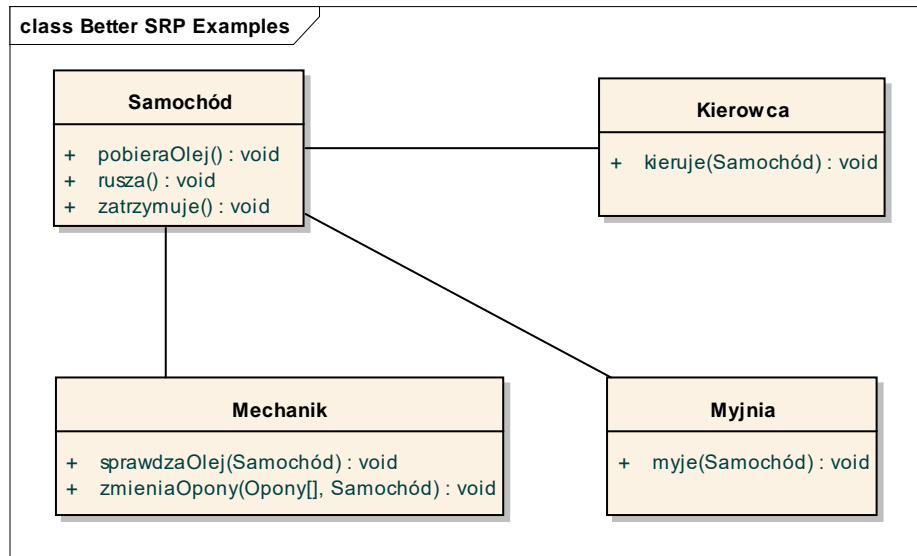 class Better SRP Examples
Samochód
+ pobieraOlej() : void
+ rusza() : void
+ zatrzymuje() : void
Kierowca
+ kieruje(Samochód) : void
Mechanik
+ sprawdzaOlej(Samochód) : void
+ zmieniaOpony(Opony[], Samochód) : void
Myjnia
+ myje(Samochód) : void